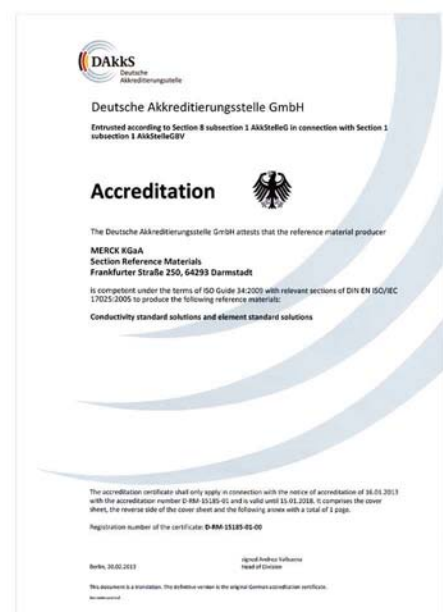 DAkkS
Deutsche
Akkreditierungsstelle
Deutsche Akkreditierungsstelle GmbH
Entrusted according to Section 8 subsection 1 AkkStelleG in connection with Section 1
subsection 1 AkkStelleGBV
Accreditation
The Deutsche Akkreditierungsstelle GmbH attests that the reference material producer
MERCK KGaA
Section Reference Materials
Frankfurter Straße 250, 64293 Darmstadt
is competent under the terms of ISO Guide 34:2009 with relevant sections of DIN EN ISO/IEC
17025:2005 to produce the following reference materials:
Conductivity standard solutions and element standard solutions
The accreditation certificate shall only apply in connection with the notice of accreditation of 16.01.2013
with the accreditation number D-RM-15185-01 and is valid until 15.01.2018. It comprises the cover
sheet, the reverse side of the cover sheet and the following annex with a total of 1 page.
Registration number of the certificate: D-RM-15185-01-00
signed Andrea Valbuena
Berlin, 20.02.2013
Head of Division
This document is a translation. The definitive version is the original German accreditation certificate.